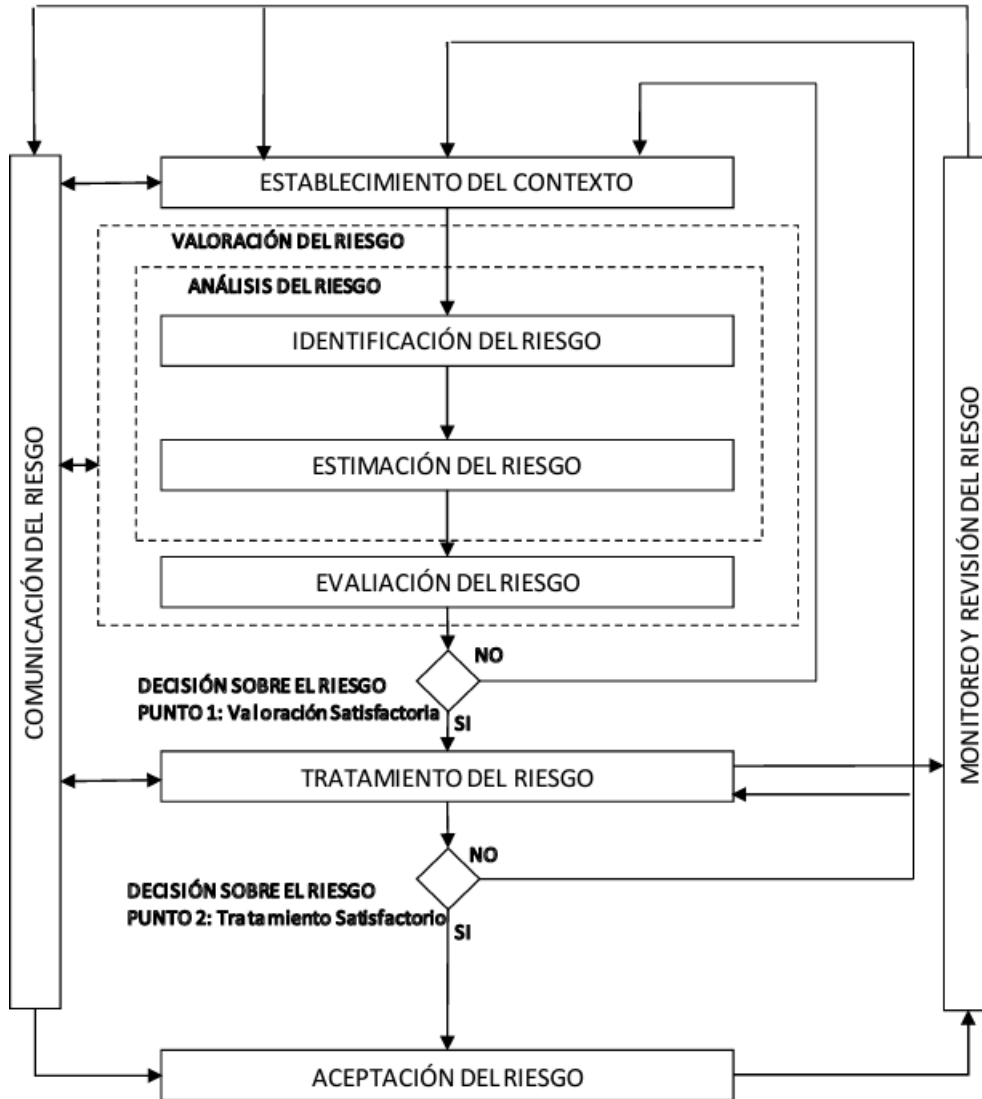 ESTABLECIMIENTO DEL CONTEXTO
VALORACIÓN DEL RIESGO
ANÁLISIS DEL RIESGO
IDENTIFICACIÓN DEL RIESGO
ESTIMACIÓN DEL RIESGO
EVALIACIÓN DEL RIESGO
NO
DECISIÓN SOBRE EL RIESGO
PUNTO 1: Valoración Satisfactoria
SI
TRATAMIENTO DEL RIESGO
NO
DECISIÓN SOBRE EL RIESGO
PUNTO 2: Tratamiento Satisfactorio
SI
ACEPTACIÓN DEL RIESGO
COMUNICACIÓN DEL RIESGO
MONITOREO Y REVISIÓN DEL RIESGO